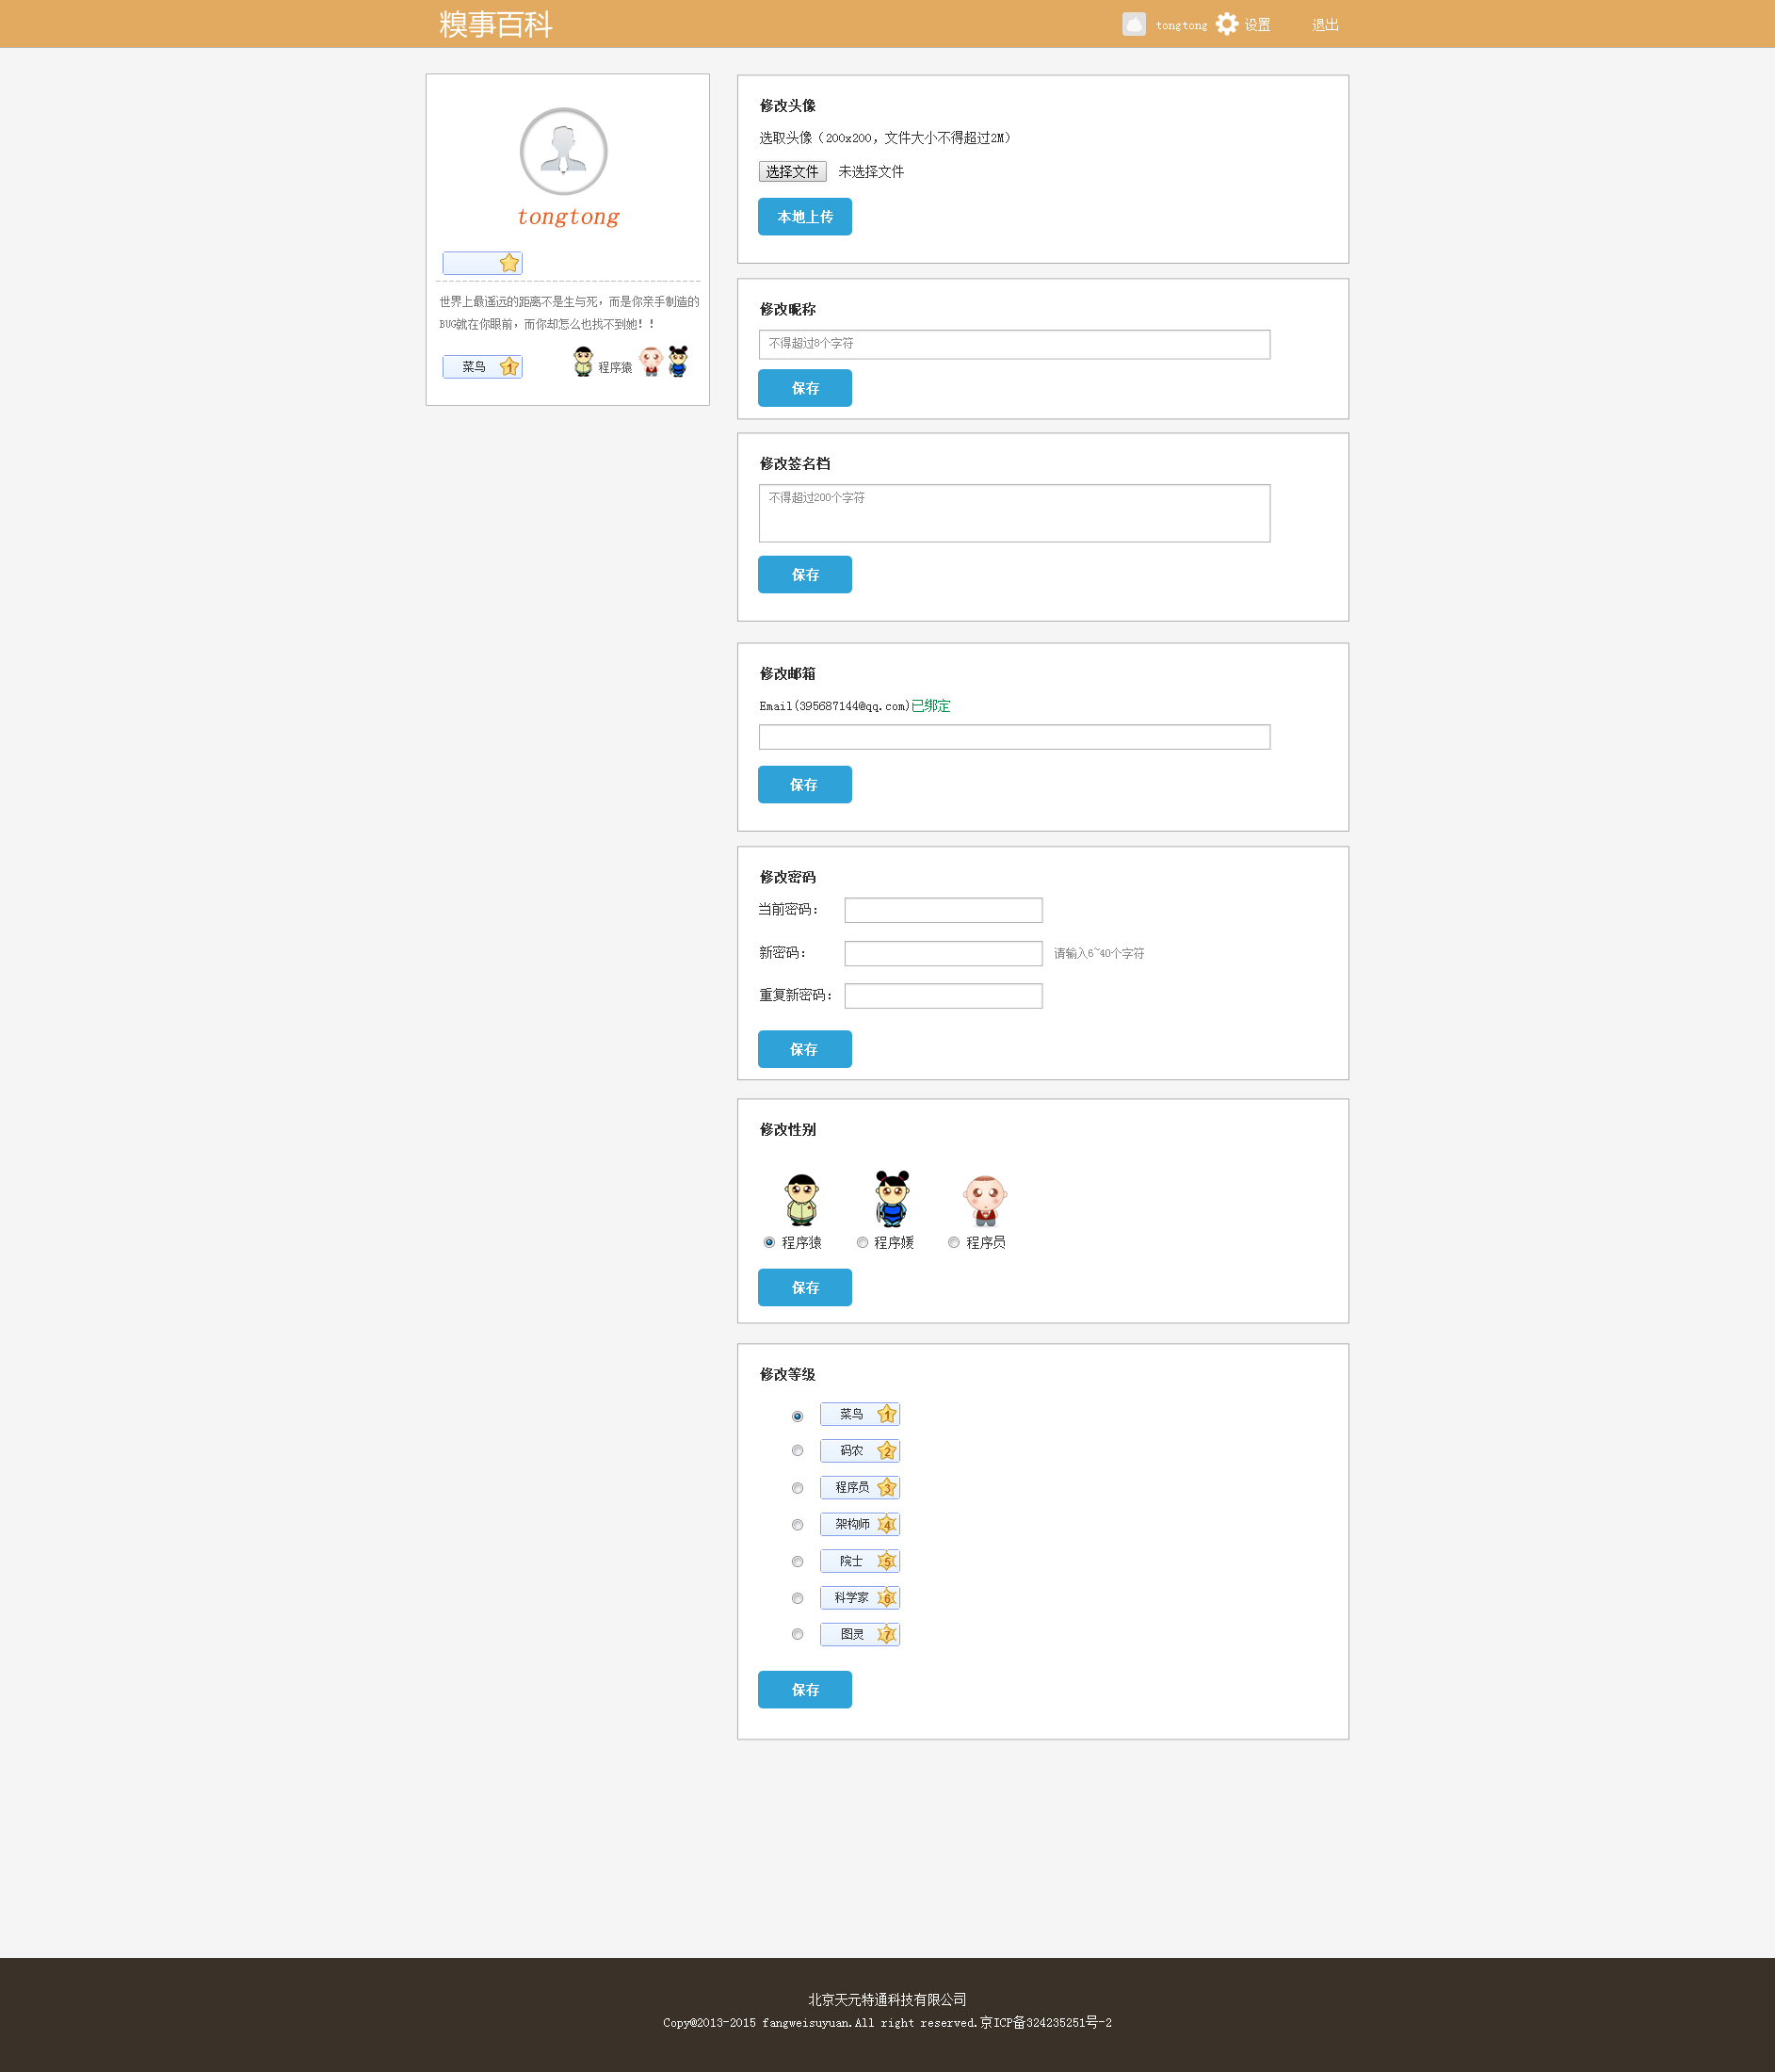 糗事百科
tongtong 设置 退出
tongtong
世界上最遥远的距离不是生与死，而是你亲手制造的
BUG就在你眼前，而你却怎么也找不到她！！
菜鸟 1 程序猿
修改头像
选取头像（200x200，文件大小不得超过2M）
选择文件 未选择文件
本地上传
修改昵称
不得超过8个字符
保存
修改签名档
不得超过200个字符
保存
修改邮箱
Email(395687144@qq.com)已绑定
保存
修改密码
当前密码：
新密码： 请输入6~40个字符
重复新密码：
保存
修改性别
程序猿 程序媛 程序员
保存
修改等级
菜鸟 1
码农 2
程序员 3
架构师 4
院士 5
科学家 6
图灵 7
保存
北京天元特通科技有限公司
Copy@2013-2015 fangweisuyuan.All right reserved.京ICP备324235251号-2